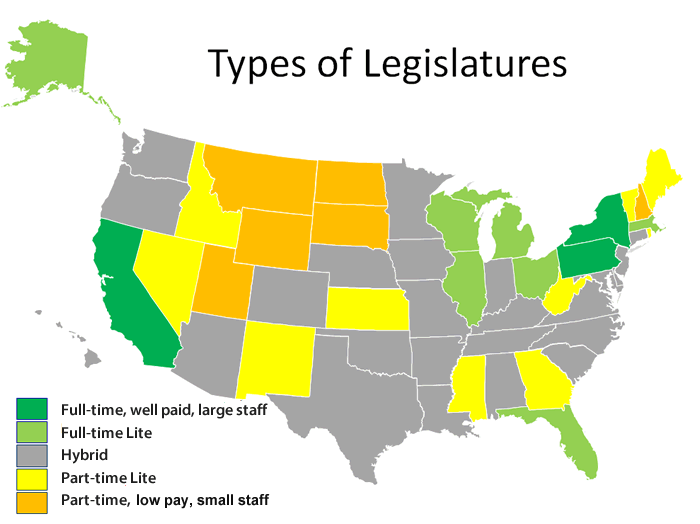 Types of Legislatures
Full-time, well paid, large staff
Full-time Lite
Hybrid
Part-time Lite
Part-time, low pay, small staff